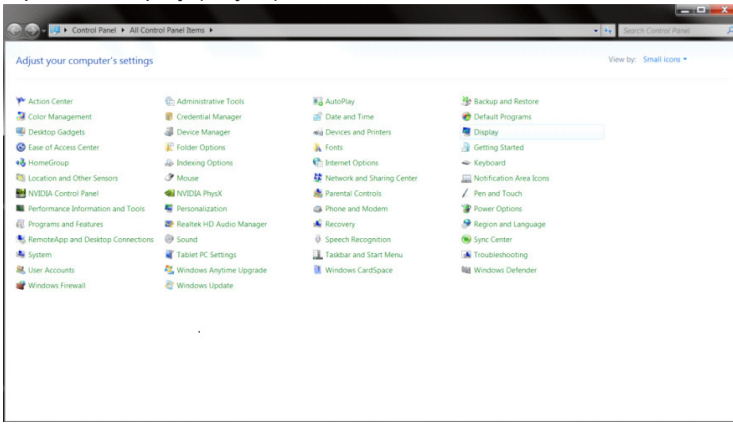 Control Panel ▸ All Control Panel Items ▸
Search Control Panel
Adjust your computer's settings
View by: Small icons
Action Center Administrative Tools AutoPlay Backup and Restore
Color Management Credential Manager Date and Time Default Programs
Desktop Gadgets Device Manager Devices and Printers Display
Ease of Access Center Folder Options Fonts Getting Started
HomeGroup Indexing Options Internet Options Keyboard
Location and Other Sensors Mouse Network and Sharing Center Notification Area Icons
NVIDIA Control Panel NVIDIA PhysX Parental Controls Pen and Touch
Performance Information and Tools Personalization Phone and Modem Power Options
Programs and Features Realtek HD Audio Manager Recovery Region and Language
RemoteApp and Desktop Connections Sound Speech Recognition Sync Center
System Tablet PC Settings Taskbar and Start Menu Troubleshooting
User Accounts Windows Anytime Upgrade Windows CardSpace Windows Defender
Windows Firewall Windows Update